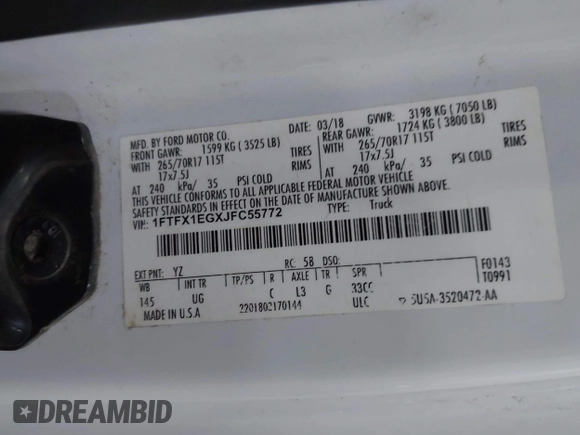 MFD. BY FORD MOTOR CO.
DATE: 03/18 GVWR: 3198 KG ( 7050 LB)
FRONT GAWR: 1599 KG ( 3525 LB)
REAR GAWR: 1724 KG ( 3800 LB)
WITH 265/70R17 115T TIRES
WITH 265/70R17 115T TIRES
17x7.5J RIMS
17x7.5J RIMS
AT 240 kPa/ 35 PSI COLD
AT 240 kPa/ 35 PSI COLD
THIS VEHICLE CONFORMS TO ALL APPLICABLE FEDERAL MOTOR VEHICLE
SAFETY STANDARDS IN EFFECT ON THE DATE OF MANUFACTURE SHOWN ABOVE.
VIN: 1FTFX1EGXJFC55772 TYPE: Truck
EXT PNT: YZ RC: 58 DSO:
F0143
T0991
WB INT TR TP/PS R AXLE TR SPR
145 UG C L3 G 33CC
MADE IN U.S.A 2201803170144 ULC 5U5A-3520472-AA
DREAMBID